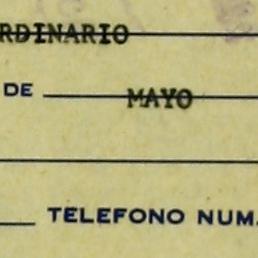 RDINARIO
DE MAYO
TELEFONO NUM.